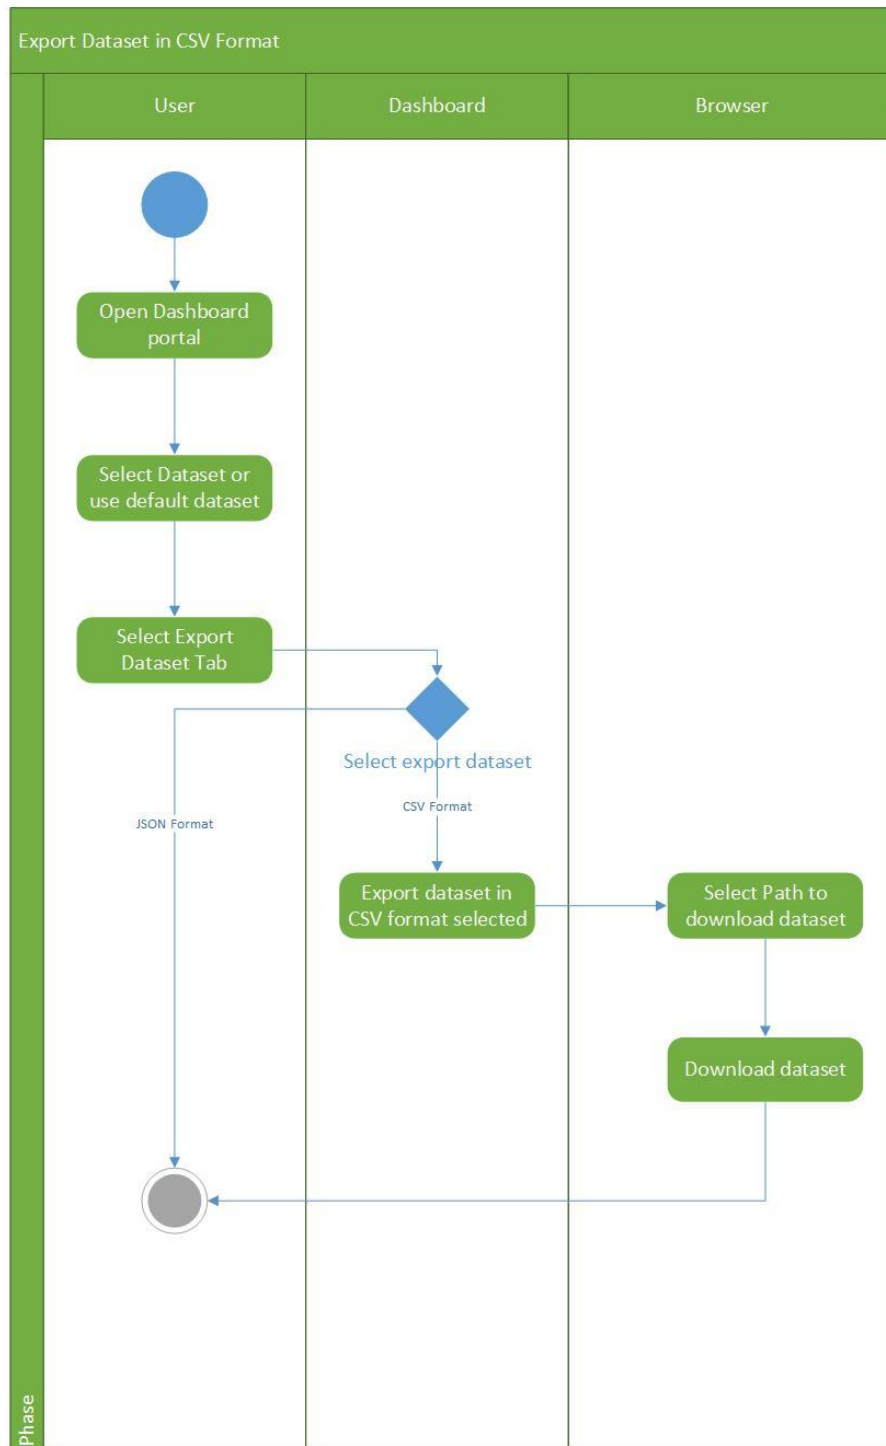 Export Dataset in CSV Format
User
Dashboard
Browser
Open Dashboard
portal
Select Dataset or
use default dataset
Select Export
Dataset Tab
Select export dataset
JSON Format
CSV Format
Export dataset in
CSV format selected
Select Path to
download dataset
Download dataset
Phase